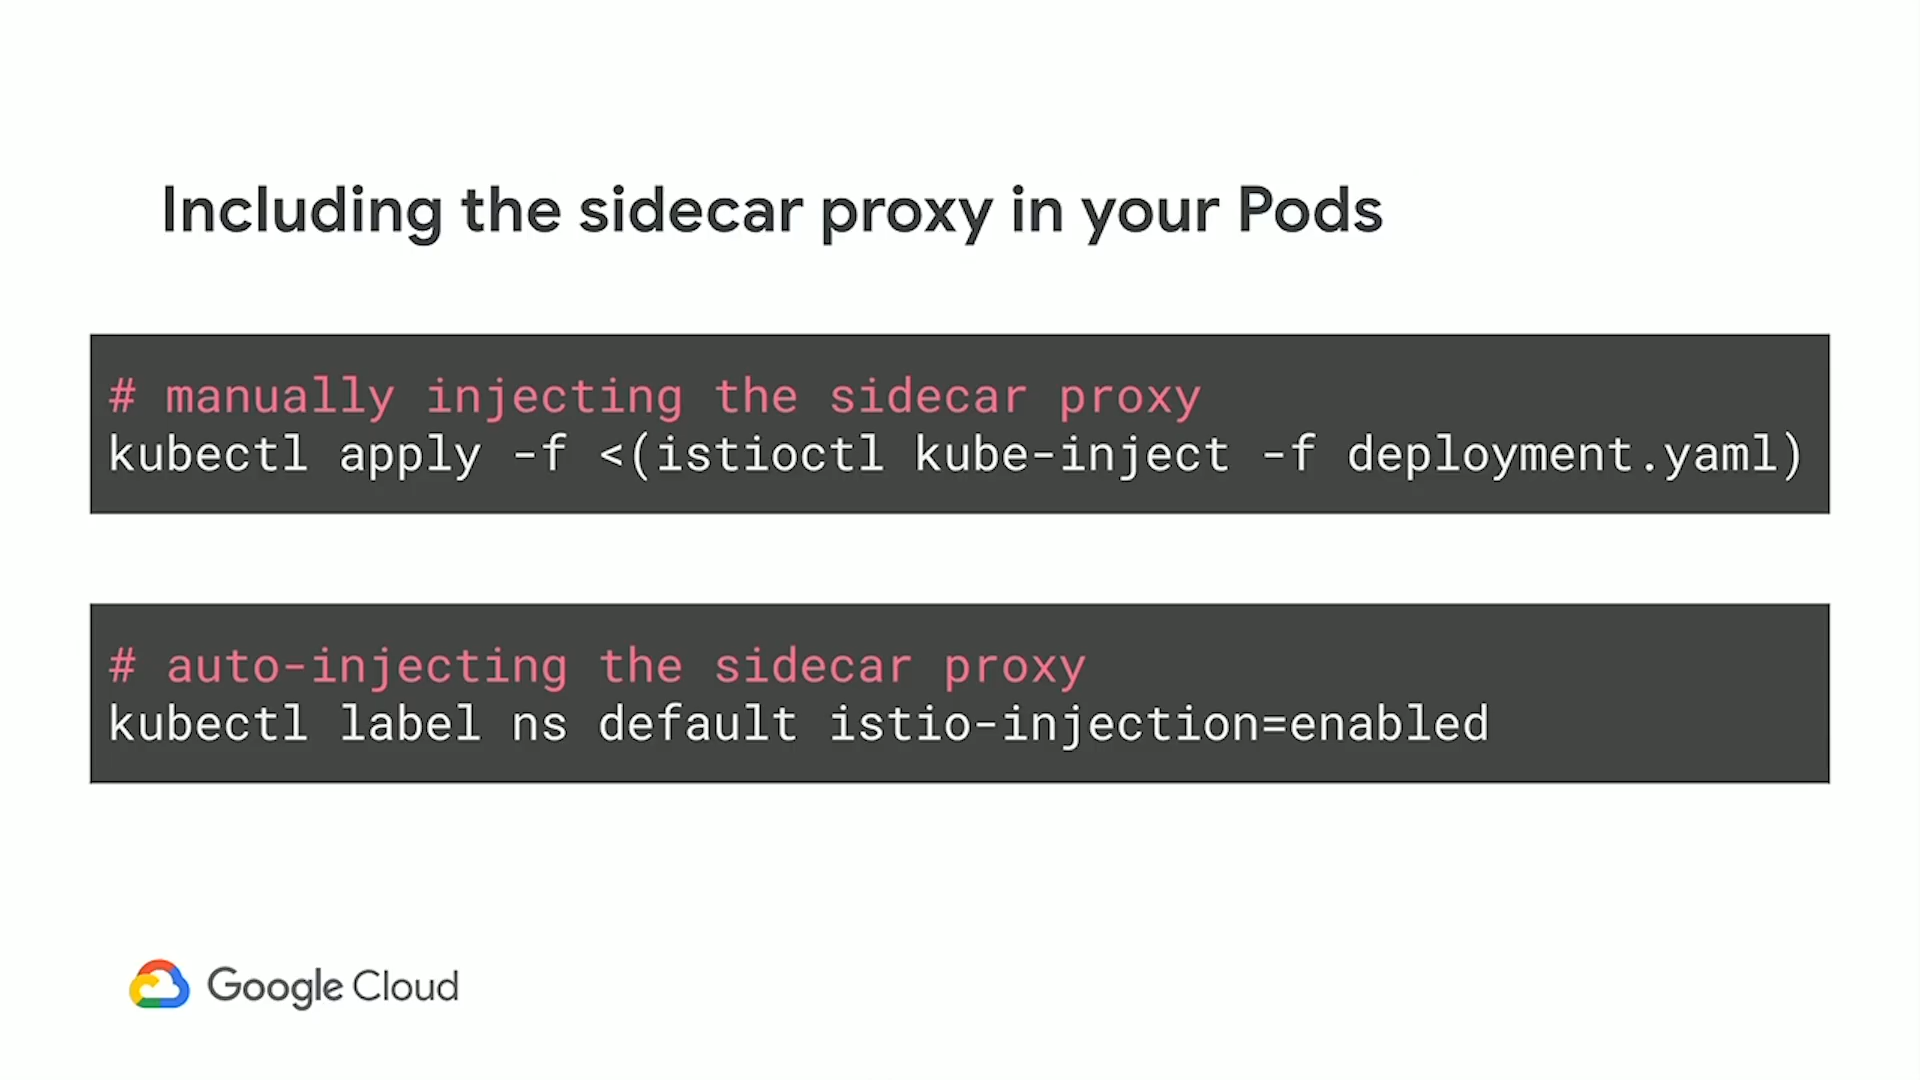 Including the sidecar proxy in your Pods
# manually injecting the sidecar proxy
kubectl apply -f <(istioctl kube-inject -f deployment.yaml)
# auto-injecting the sidecar proxy
kubectl label ns default istio-injection=enabled
Google Cloud